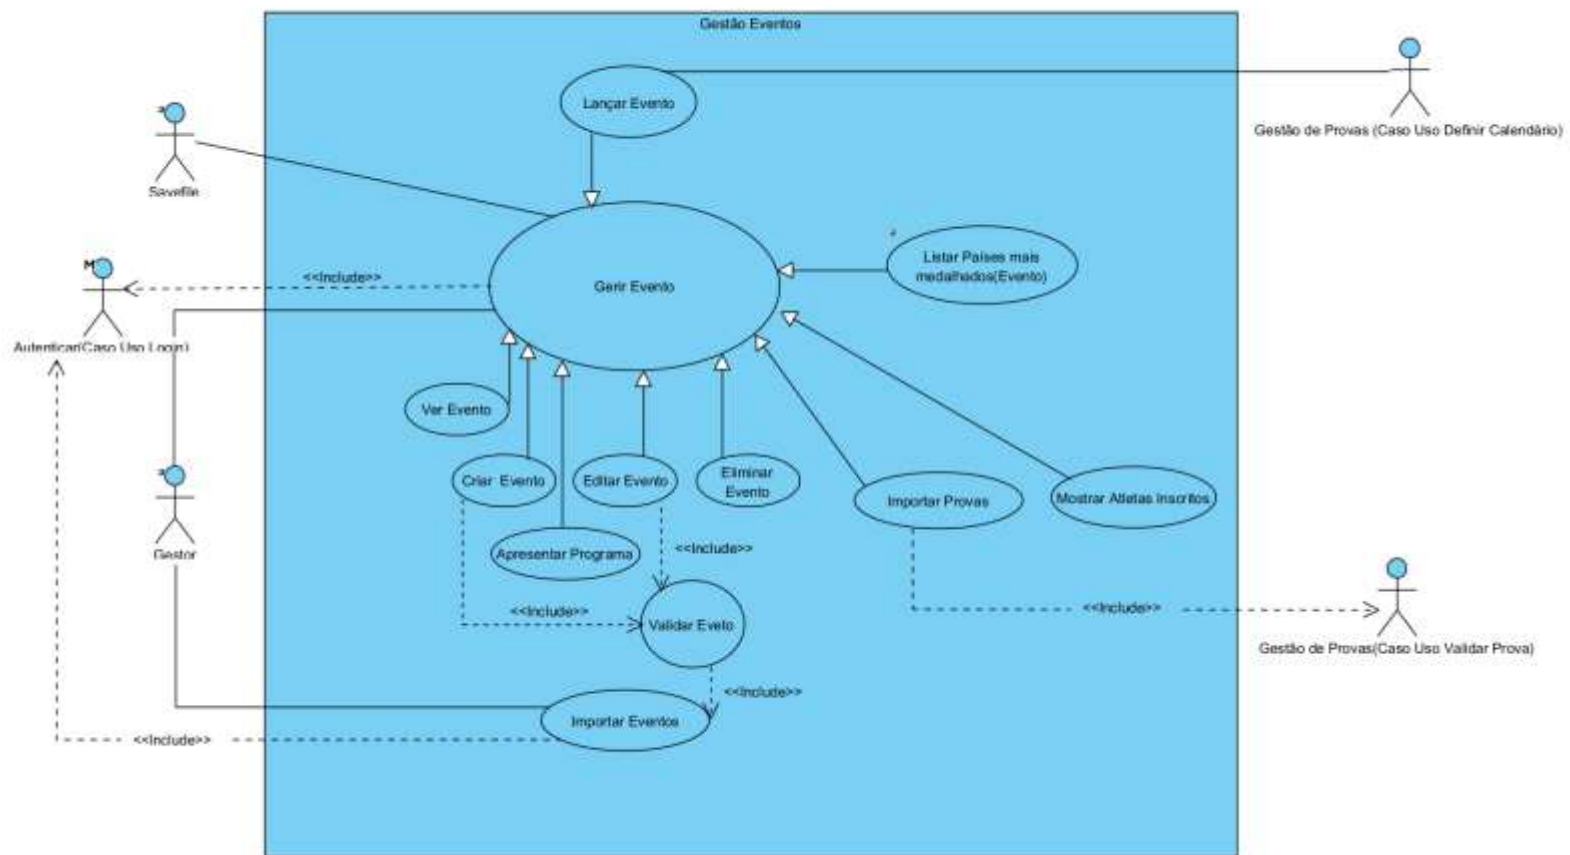 Gestão Eventos
Lançar Evento
Gestão de Provas (Caso Uso Definir Calendário)
Savefile
Listar Países mais
medalhados(Evento)
<<Include>>
Gerir Evento
Autenticar(Caso Uso Login)
Ver Evento
Criar Evento
Editar Evento
Eliminar
Evento
Importar Provas
Mostrar Atletas Inscritos
Gestor
Apresentar Programa
<<Include>>
<<Include>>
<<Include>>
Validar Eveto
Gestão de Provas(Caso Uso Validar Prova)
<<Include>>
Importar Eventos
<<Include>>